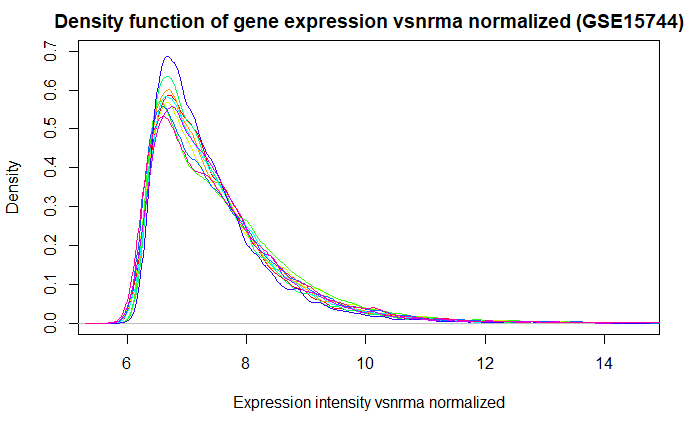 Density function of gene expression vsnrma normalized (GSE15744)
Density
0.7
0.6
0.5
0.4
0.3
0.2
0.1
0.0
6 8 10 12 14
Expression intensity vsnrma normalized